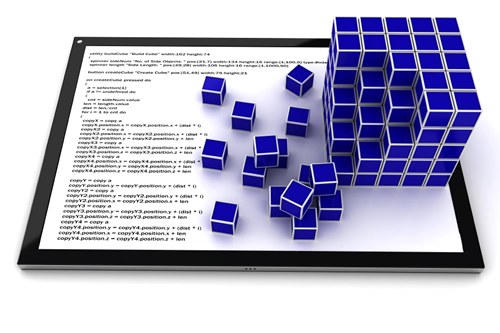 utility buildCube "Build Cube" width:162 height:74
spinner sideNum "No. of Side Objects: " pos:[21,7] width:134 height:16 range:[1,100,5] type:
spinner length "Side Length: " pos:[49,28] width:106 height:16 range:[1,1000,50]
button createCube "Create Cube" pos:[51,49] width:75 height:21
on createCube pressed do
(
a = selection[1]
if a != undefined do
(
cnt = sideNum.value
len = length.value
dist = len/cnt
for i = 1 to cnt do
(
copyX = copy a
copyX.position.x = copyX.position.x + (dist * i)
copyX2 = copy a
copyX2.position.x = copyX2.position.x + (dist * i)
copyX2.position.z = copyX2.position.z + len
copyX3 = copy a
copyX3.position.x = copyX3.position.x + (dist * i)
copyX3.position.y = copyX3.position.y + len
copyX4 = copy a
copyX4.position.x = copyX4.position.x + (dist * i)
copyX4.position.y = copyX4.position.y + len
copyX4.position.z = copyX4.position.z + len
copyY = copy a
copyY.position.y = copyY.position.y + (dist * i)
copyY2 = copy a
copyY2.position.y = copyY2.position.y + (dist * i)
copyY2.position.x = copyY2.position.x + len
copyY3 = copy a
copyY3.position.y = copyY3.position.y + (dist * i)
copyY3.position.z = copyY3.position.z + len
copyY4 = copy a
copyY4.position.y = copyY4.position.y + (dist * i)
copyY4.position.x = copyY4.position.x + len
copyY4.position.z = copyY4.position.z + len